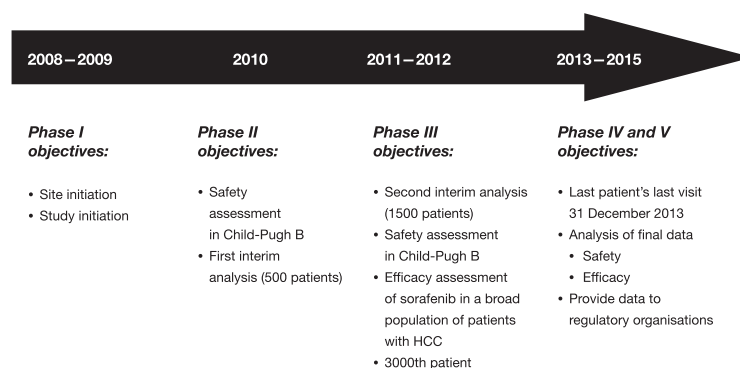 2008–2009
2010
2011–2012
2013–2015
Phase I
objectives:
• Site initiation
• Study initiation
Phase II
objectives:
• Safety
assessment
in Child-Pugh B
• First interim
analysis (500 patients)
Phase III
objectives:
• Second interim analysis
(1500 patients)
• Safety assessment
in Child-Pugh B
• Efficacy assessment
of sorafenib in a broad
population of patients
with HCC
• 3000th patient
Phase IV and V
objectives:
• Last patient’s last visit
31 December 2013
• Analysis of final data
• Safety
• Efficacy
• Provide data to
regulatory organisations